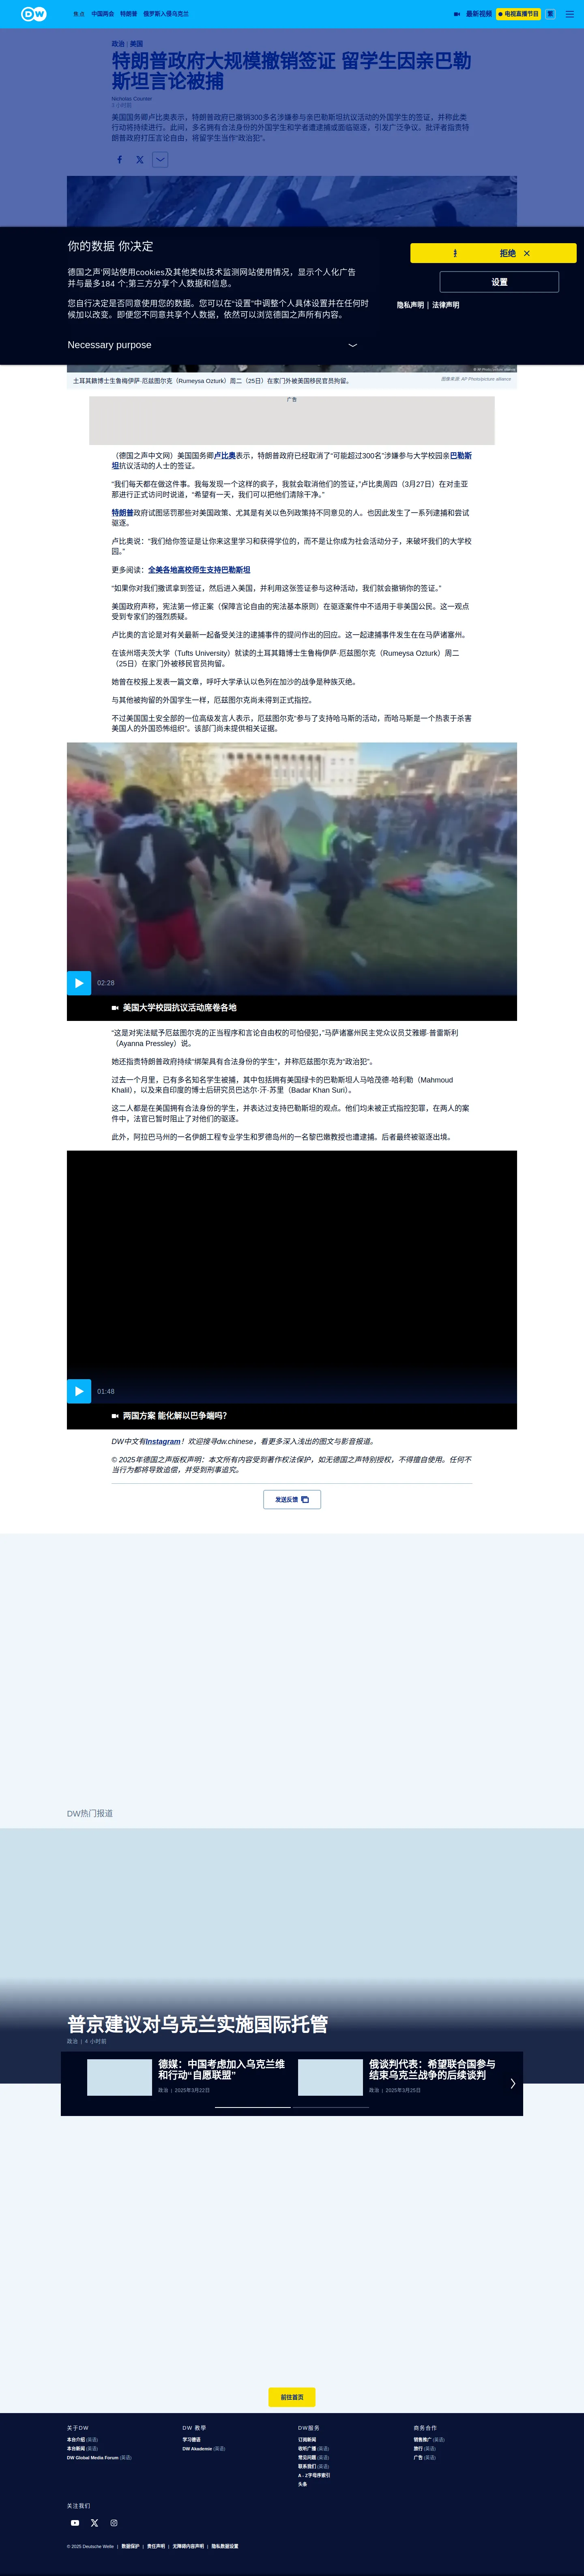 DW
焦点 中国两会 特朗普 俄罗斯入侵乌克兰
最新视频 电视直播节目 繁
政治 | 美国
特朗普政府大规模撤销签证 留学生因亲巴勒
斯坦言论被捕
Nicholas Counter
美国国务卿卢比奥表示，特朗普政府已撤销300多名涉嫌参与亲巴勒斯坦抗议活动的外国学生的签证，并称此类
行动将持续进行。此间，多名拥有合法身份的外国学生和学者遭逮捕或面临驱逐，引发广泛争议。批评者指责特
朗普政府打压言论自由，将留学生当作“政治犯”。
你的数据 你决定
德国之声'网站使用cookies及其他类似技术监测网站使用情况，显示个人化广告
并与最多184 个;第三方分享个人数据和信息。
您自行决定是否同意使用您的数据。您可以在“设置”中调整个人具体设置并在任何时
候加以改变。即便您不同意共享个人数据，依然可以浏览德国之声所有内容。
Necessary purpose
拒绝
设置
隐私声明 | 法律声明
土耳其籍博士生鲁梅伊萨·厄兹图尔克（Rumeysa Ozturk）周二（25日）在家门外被美国移民官员拘留。
图像来源: AP Photo/picture alliance
广告
（德国之声中文网）美国国务卿卢比奥表示，特朗普政府已经取消了“可能超过300名”涉嫌参与大学校园亲巴勒斯
坦抗议活动的人士的签证。
“我们每天都在做这件事。我每发现一个这样的疯子，我就会取消他们的签证，”卢比奥周四（3月27日）在对圭亚
那进行正式访问时说道，“希望有一天，我们可以把他们清除干净。”
特朗普政府试图惩罚那些对美国政策、尤其是有关以色列政策持不同意见的人。也因此发生了一系列逮捕和尝试
驱逐。
卢比奥说：“我们给你签证是让你来这里学习和获得学位的，而不是让你成为社会活动分子，来破坏我们的大学校
园。”
更多阅读：全美各地高校师生支持巴勒斯坦
“如果你对我们撒谎拿到签证，然后进入美国，并利用这张签证参与这种活动，我们就会撤销你的签证。”
美国政府声称，宪法第一修正案（保障言论自由的宪法基本原则）在驱逐案件中不适用于非美国公民。这一观点
受到专家们的强烈质疑。
卢比奥的言论是对有关最新一起备受关注的逮捕事件的提问作出的回应。这一起逮捕事件发生在在马萨诸塞州。
在该州塔夫茨大学（Tufts University）就读的土耳其籍博士生鲁梅伊萨·厄兹图尔克（Rumeysa Ozturk）周二
（25日）在家门外被移民官员拘留。
她曾在校报上发表一篇文章，呼吁大学承认以色列在加沙的战争是种族灭绝。
与其他被拘留的外国学生一样，厄兹图尔克尚未得到正式指控。
不过美国国土安全部的一位高级发言人表示，厄兹图尔克“参与了支持哈马斯的活动，而哈马斯是一个热衷于杀害
美国人的外国恐怖组织”。该部门尚未提供相关证据。
02:28
美国大学校园抗议活动席卷各地
“这是对宪法赋予厄兹图尔克的正当程序和言论自由权的可怕侵犯，”马萨诸塞州民主党众议员艾雅娜·普雷斯利
（Ayanna Pressley）说。
她还指责特朗普政府持续“绑架具有合法身份的学生”，并称厄兹图尔克为“政治犯”。
过去一个月里，已有多名知名学生被捕，其中包括拥有美国绿卡的巴勒斯坦人马哈茂德·哈利勒（Mahmoud
Khalil），以及来自印度的博士后研究员巴达尔·汗·苏里（Badar Khan Suri）。
这二人都是在美国拥有合法身份的学生，并表达过支持巴勒斯坦的观点。他们均未被正式指控犯罪，在两人的案
件中，法官已暂时阻止了对他们的驱逐。
此外，阿拉巴马州的一名伊朗工程专业学生和罗德岛州的一名黎巴嫩教授也遭逮捕。后者最终被驱逐出境。
01:48
两国方案 能化解以巴争端吗？
DW中文有Instagram！欢迎搜寻dw.chinese，看更多深入浅出的图文与影音报道。
© 2025年德国之声版权声明：本文所有内容受到著作权法保护，如无德国之声特别授权，不得擅自使用。任何不
当行为都将导致追偿，并受到刑事追究。
发送反馈
DW热门报道
普京建议对乌克兰实施国际托管
政治 | 4 小时前
德媒：中国考虑加入乌克兰维
和行动“自愿联盟”
政治 | 2025年3月22日
俄谈判代表：希望联合国参与
结束乌克兰战争的后续谈判
政治 | 2025年3月25日
前往首页
关于DW
本台介绍 (英语)
本台新闻 (英语)
DW Global Media Forum (英语)
DW 教學
学习德语
DW Akademie (英语)
DW服务
订阅新闻
收听广播 (英语)
常见问题 (英语)
联系我们 (英语)
A - Z字母序索引
头条
商务合作
销售推广 (英语)
旅行 (英语)
广告 (英语)
关注我们
© 2025 Deutsche Welle | 数据保护 | 责任声明 | 无障碍内容声明 | 隐私数据设置